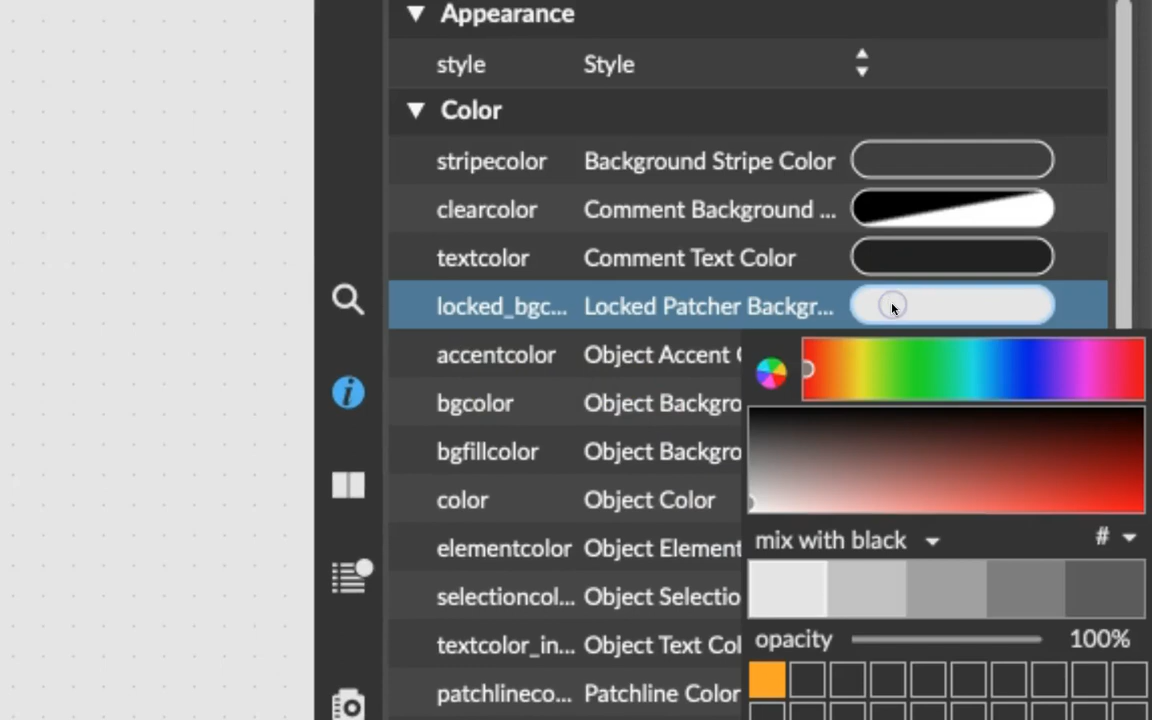 Appearance
style Style
Color
stripecolor Background Stripe Color
clearcolor Comment Background ...
textcolor Comment Text Color
locked_bgc... Locked Patcher Backgr...
accentcolor Object Accent
bgcolor Object Backgro
bgfillcolor Object Backgro
color Object Color
elementcolor Object Element
selectioncol... Object Selectio
textcolor_in... Object Text Col
patchlineco... Patchline Color
mix with black #
opacity 100%